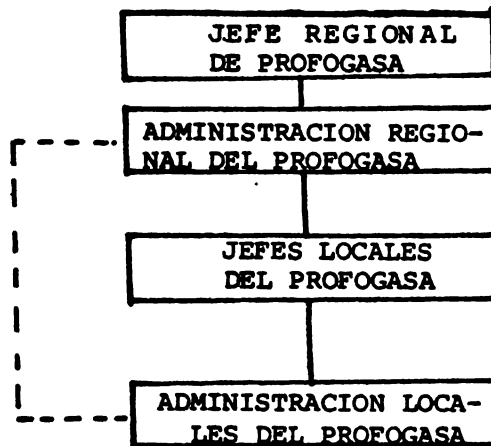 JEFE REGIONAL
DE PROFOGASA
ADMINISTRACION REGIO-
NAL DEL PROFOGASA
JEFES LOCALES
DEL PROFOGASA
ADMINISTRACION LOCA-
LES DEL PROFOGASA